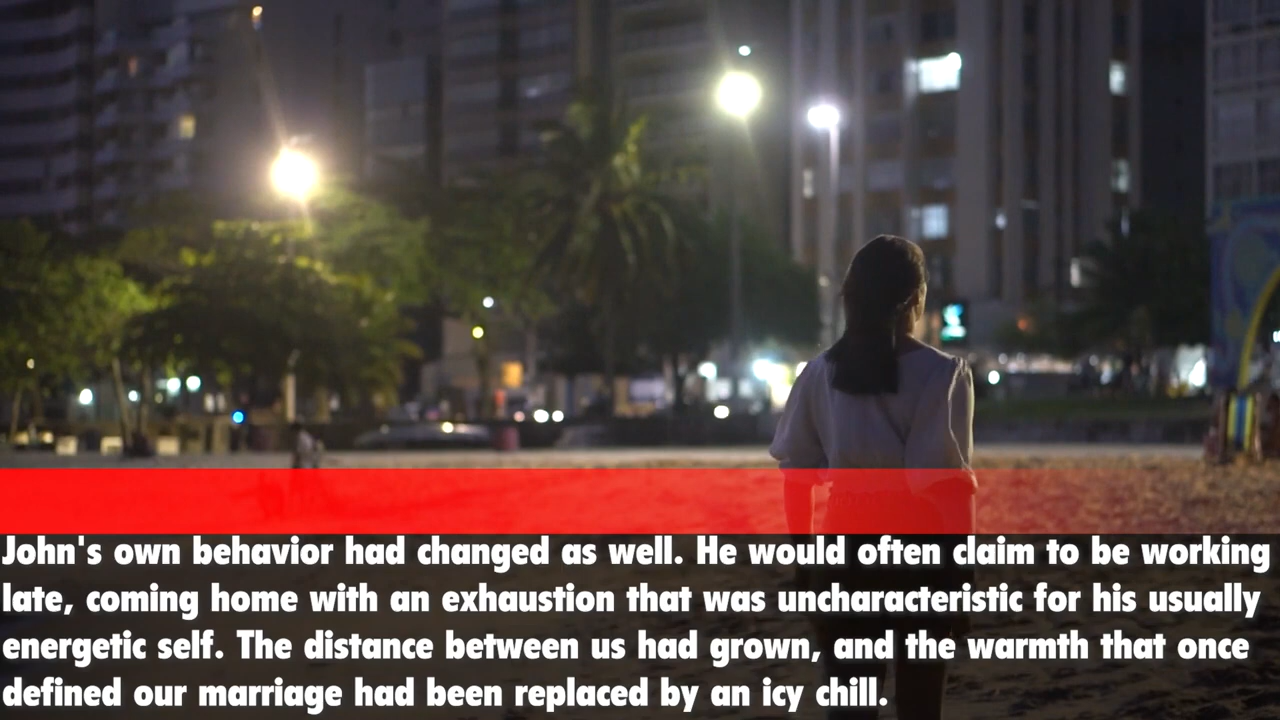 John's own behavior had changed as well. He would often claim to be working
late, coming home with an exhaustion that was uncharacteristic for his usually
energetic self. The distance between us had grown, and the warmth that once
defined our marriage had been replaced by an icy chill.